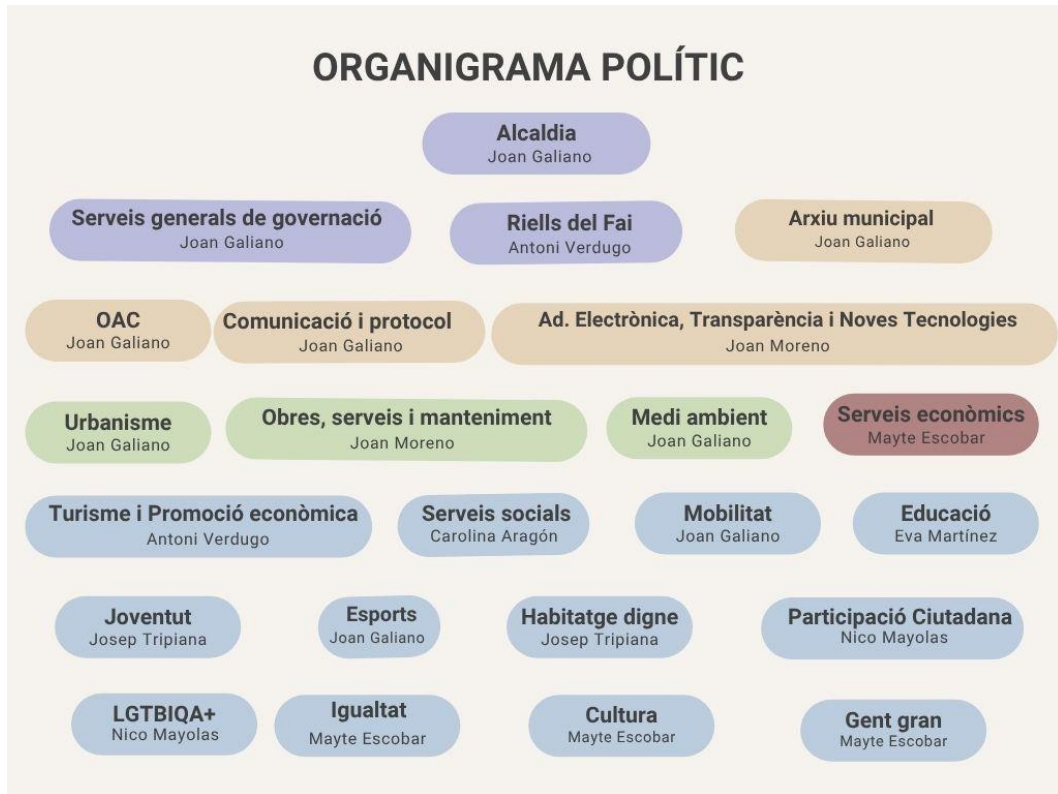 ORGANIGRAMA POLÍTIC
Alcaldia
Joan Galiano
Serveis generals de governació
Joan Galiano
Riells del Fai
Antoni Verdugo
Arxiu municipal
Joan Galiano
OAC
Joan Galiano
Comunicació i protocol
Joan Galiano
Ad. Electrònica, Transparència i Noves Tecnologies
Joan Moreno
Urbanisme
Joan Galiano
Obres, serveis i manteniment
Joan Moreno
Medi ambient
Joan Galiano
Serveis econòmics
Mayte Escobar
Turisme i Promoció econòmica
Antoni Verdugo
Serveis socials
Carolina Aragón
Mobilitat
Joan Galiano
Educació
Eva Martínez
Joventut
Josep Tripiana
Esports
Joan Galiano
Habitatge digne
Josep Tripiana
Participació Ciutadana
Nico Mayolas
LGTBIQA+
Nico Mayolas
Igualtat
Mayte Escobar
Cultura
Mayte Escobar
Gent gran
Mayte Escobar